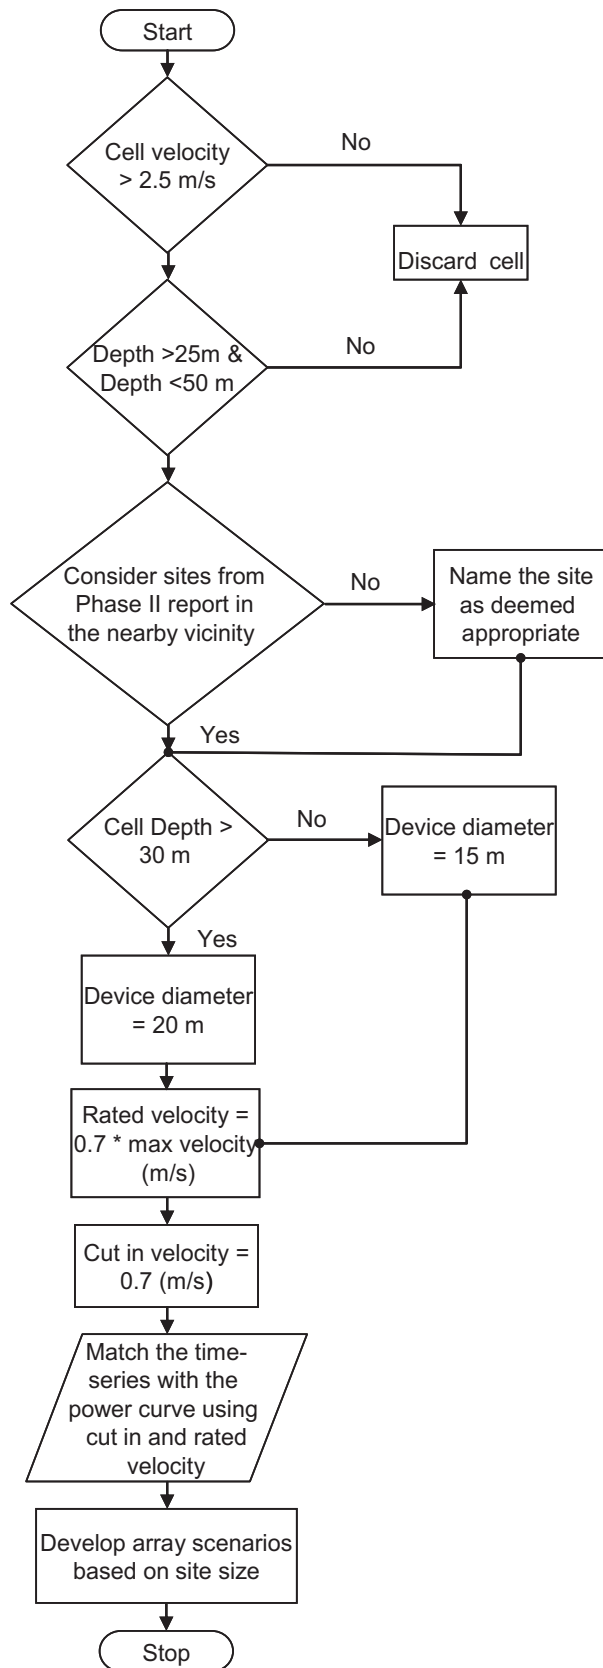 Start
Cell velocity
> 2.5 m/s
No
Discard cell
Depth >25m &
Depth <50 m
No
Consider sites from
Phase II report in
the nearby vicinity
No
Name the site
as deemed
appropriate
Yes
Cell Depth >
30 m
No
Device diameter
= 15 m
Yes
Device diameter
= 20 m
Rated velocity =
0.7 * max velocity
(m/s)
Cut in velocity =
0.7 (m/s)
Match the time-
series with the
power curve using
cut in and rated
velocity
Develop array scenarios
based on site size
Stop